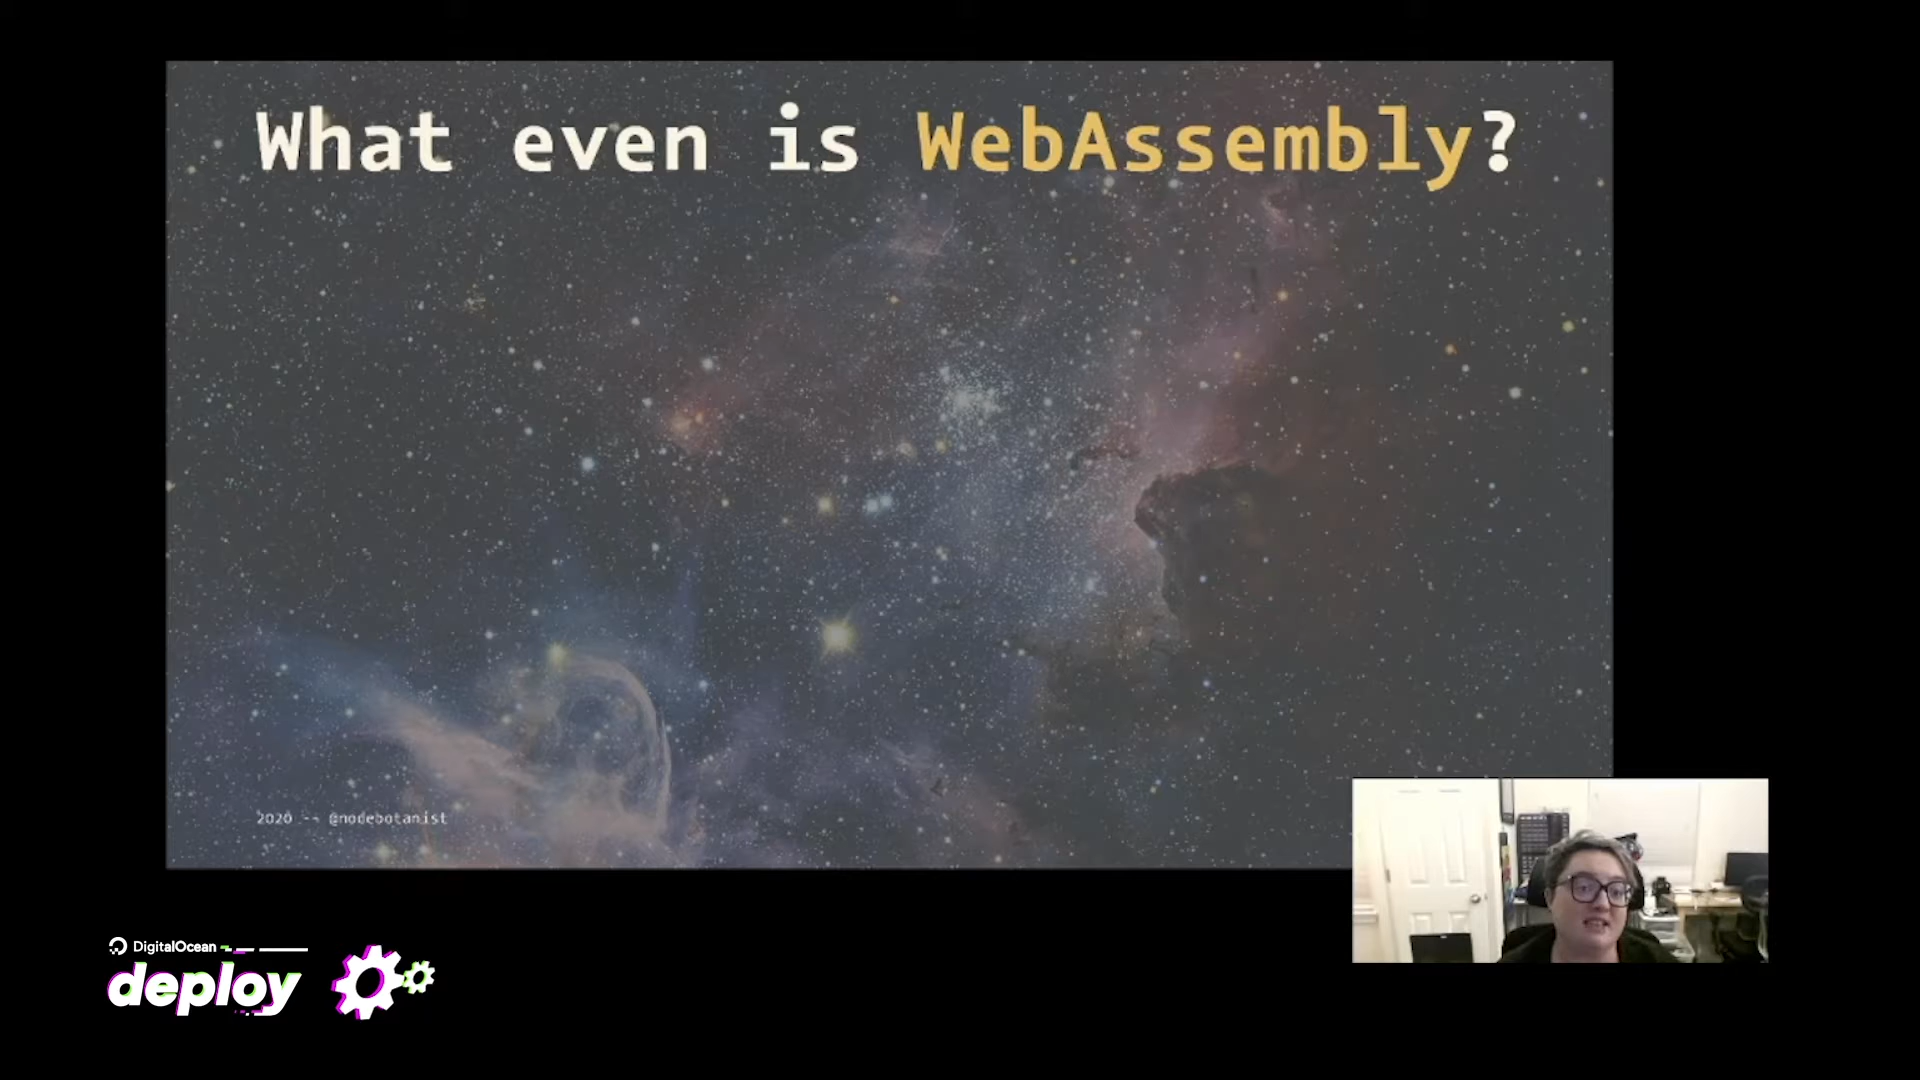 What even is WebAssembly?
2020 -- @nodebotanist
DigitalOcean
deploy